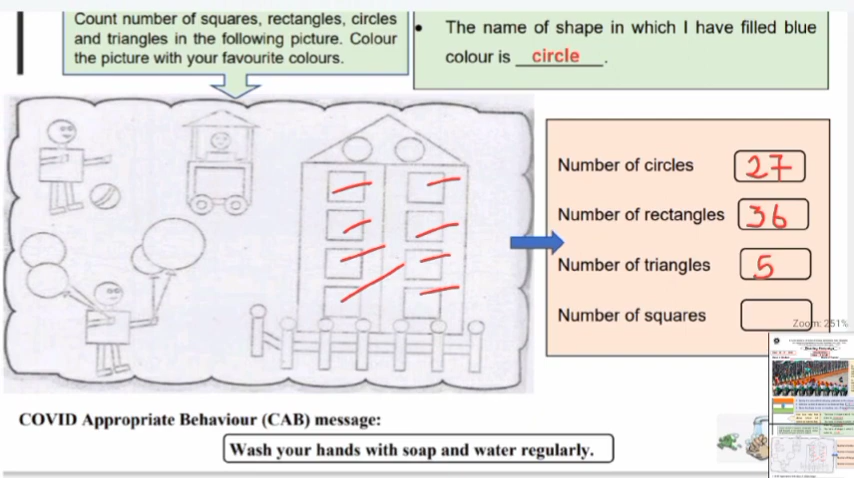 Count number of squares, rectangles, circles
and triangles in the following picture. Colour
the picture with your favourite colours.
• The name of shape in which I have filled blue
colour is __circle__.
Number of circles 27
Number of rectangles 36
Number of triangles 5
Number of squares
Zoom: 251%
COVID Appropriate Behaviour (CAB) message:
Wash your hands with soap and water regularly.